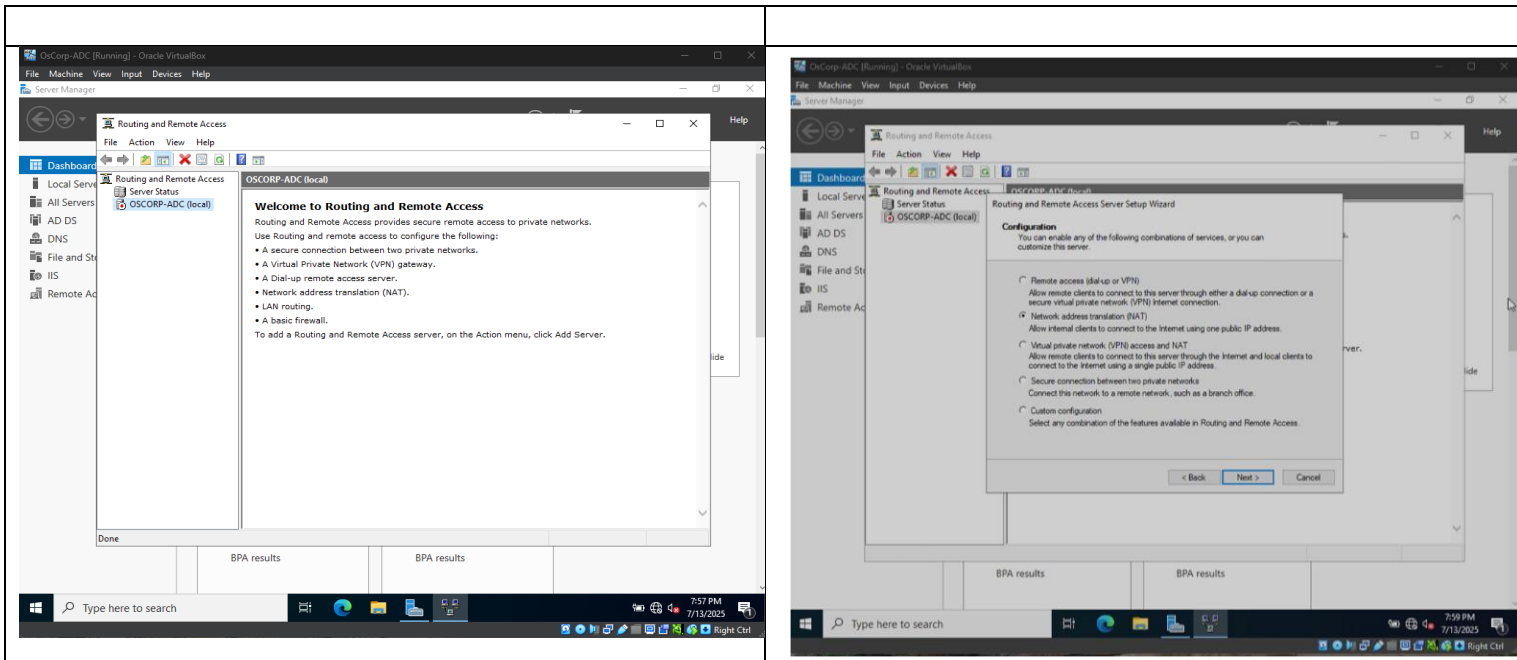 OsCorp-ADC [Running] - Oracle VirtualBox
File Machine View Input Devices Help
Server Manager
Help
Routing and Remote Access
File Action View Help
Dashboard
Local Serve
All Servers
AD DS
DNS
File and Sto
IIS
Remote Ac
Routing and Remote Access
Server Status
OSCORP-ADC (local)
OSCORP-ADC (local)
Welcome to Routing and Remote Access
Routing and Remote Access provides secure remote access to private networks.
Use Routing and remote access to configure the following:
• A secure connection between two private networks.
• A Virtual Private Network (VPN) gateway.
• A Dial-up remote access server.
• Network address translation (NAT).
• LAN routing.
• A basic firewall.
To add a Routing and Remote Access server, on the Action menu, click Add Server.
lide
Done
BPA results
BPA results
Type here to search
7:57 PM
7/13/2025
1
Right Ctrl
OsCorp-ADC [Running] - Oracle VirtualBox
File Machine View Input Devices Help
Server Manager
Help
Routing and Remote Access
File Action View Help
Dashboard
Local Serve
All Servers
AD DS
DNS
File and Sto
IIS
Remote Ac
Routing and Remote Access
Server Status
OSCORP-ADC (local)
OSCORP-ADC (local)
Routing and Remote Access Server Setup Wizard
Configuration
You can enable any of the following combinations of services, or you can
customize this server.
Remote access (dial-up or VPN)
Allow remote clients to connect to this server through either a dial-up connection or a
secure virtual private network (VPN) Internet connection.
Network address translation (NAT)
Allow internal clients to connect to the Internet using one public IP address.
Virtual private network (VPN) access and NAT
Allow remote clients to connect to this server through the Internet and local clients to
connect to the Internet using a single public IP address.
Secure connection between two private networks
Connect this network to a remote network, such as a branch office.
Custom configuration
Select any combination of the features available in Routing and Remote Access.
s.
rver.
lide
< Back Next > Cancel
BPA results
BPA results
Type here to search
7:59 PM
7/13/2025
1
Right Ctrl